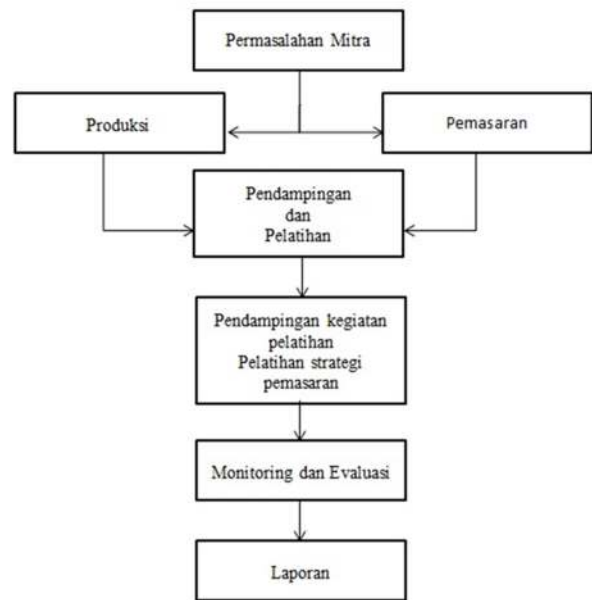 Permasalahan Mitra
Produksi
Pemasaran
Pendampingan
dan
Pelatihan
Pendampingan kegiatan
pelatihan
Pelatihan strategi
pemasaran
Monitoring dan Evaluasi
Laporan